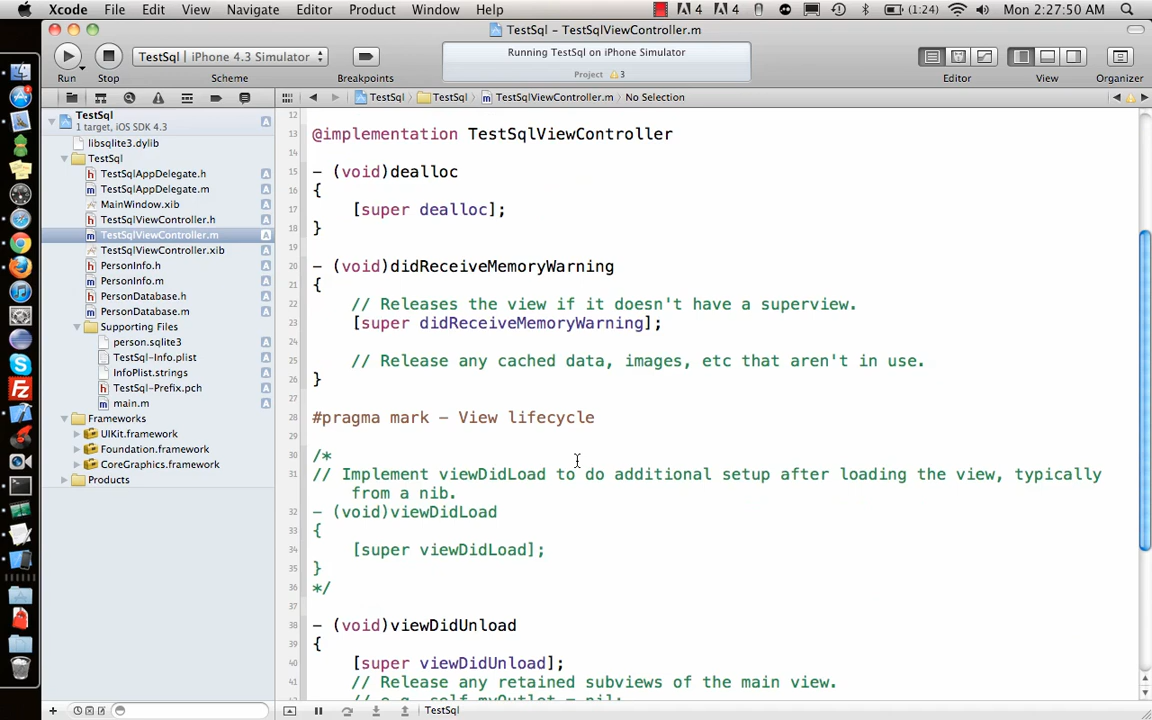 Xcode File Edit View Navigate Editor Product Window Help 4 4 (1:24) Mon 2:27:50 AM
TestSql – TestSqlViewController.m
Running TestSql on iPhone Simulator
Project 3
TestSql | iPhone 4.3 Simulator
Run Stop Scheme Breakpoints Editor View Organizer
TestSql TestSql TestSqlViewController.m No Selection
TestSql
1 target, iOS SDK 4.3
libsqlite3.dylib
TestSql
TestSqlAppDelegate.h
TestSqlAppDelegate.m
MainWindow.xib
TestSqlViewController.h
TestSqlViewController.m
TestSqlViewController.xib
PersonInfo.h
PersonInfo.m
PersonDatabase.h
PersonDatabase.m
Supporting Files
person.sqlite3
TestSql-Info.plist
InfoPlist.strings
TestSql-Prefix.pch
main.m
Frameworks
UIKit.framework
Foundation.framework
CoreGraphics.framework
Products
12
13 @implementation TestSqlViewController
14
15 - (void)dealloc
16 {
17 [super dealloc];
18 }
19
20 - (void)didReceiveMemoryWarning
21 {
22 // Releases the view if it doesn't have a superview.
23 [super didReceiveMemoryWarning];
24
25 // Release any cached data, images, etc that aren't in use.
26 }
27
28 #pragma mark - View lifecycle
29
30 /*
31 // Implement viewDidLoad to do additional setup after loading the view, typically
from a nib.
32 - (void)viewDidLoad
33 {
34 [super viewDidLoad];
35 }
36 */
37
38 - (void)viewDidUnload
39 {
40 [super viewDidUnload];
41 // Release any retained subviews of the main view.
// e.g. self.myOutlet = nil;
TestSql